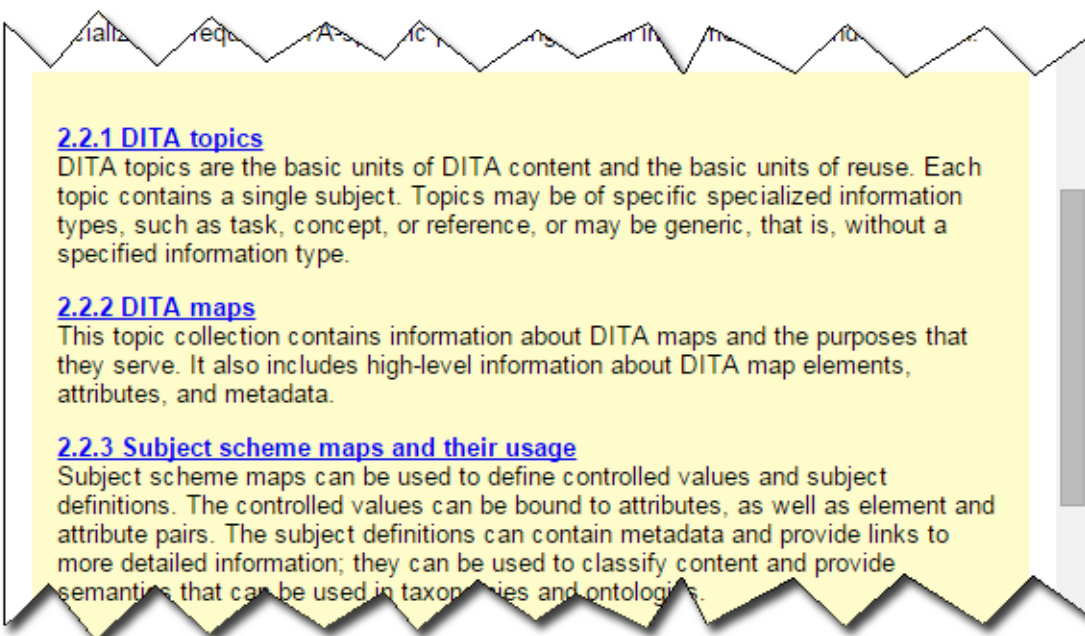 2.2.1 DITA topics
DITA topics are the basic units of DITA content and the basic units of reuse. Each
topic contains a single subject. Topics may be of specific specialized information
types, such as task, concept, or reference, or may be generic, that is, without a
specified information type.
2.2.2 DITA maps
This topic collection contains information about DITA maps and the purposes that
they serve. It also includes high-level information about DITA map elements,
attributes, and metadata.
2.2.3 Subject scheme maps and their usage
Subject scheme maps can be used to define controlled values and subject
definitions. The controlled values can be bound to attributes, as well as element and
attribute pairs. The subject definitions can contain metadata and provide links to
more detailed information; they can be used to classify content and provide
semantics that can be used in taxonomies and ontologies.